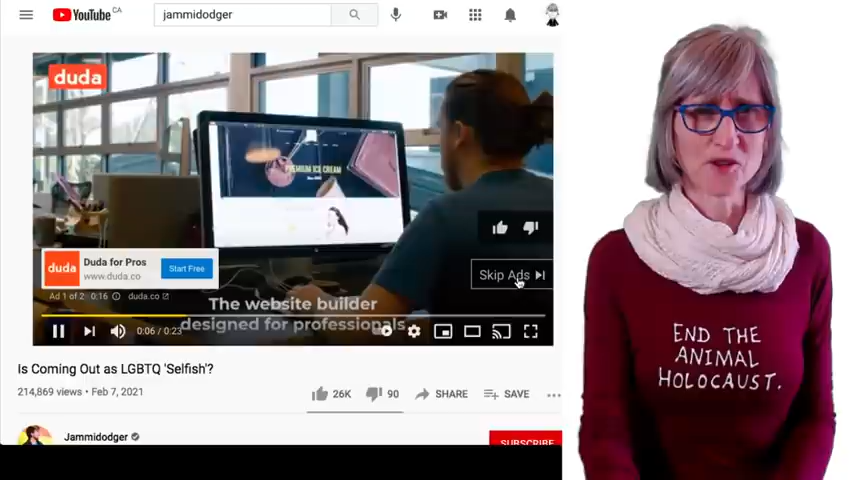 YouTube CA
jammidodger
duda
PREMIUM ICE CREAM
Skip Ads
duda
Duda for Pros
www.duda.co
Start Free
Ad 1 of 2 · 0:16
duda.co
The website builder
designed for professionals.
0:06 / 0:23
Is Coming Out as LGBTQ 'Selfish'?
214,869 views • Feb 7, 2021
26K
90
SHARE
SAVE
Jammidodger
SUBSCRIBE
END THE
ANIMAL
HOLOCAUST.